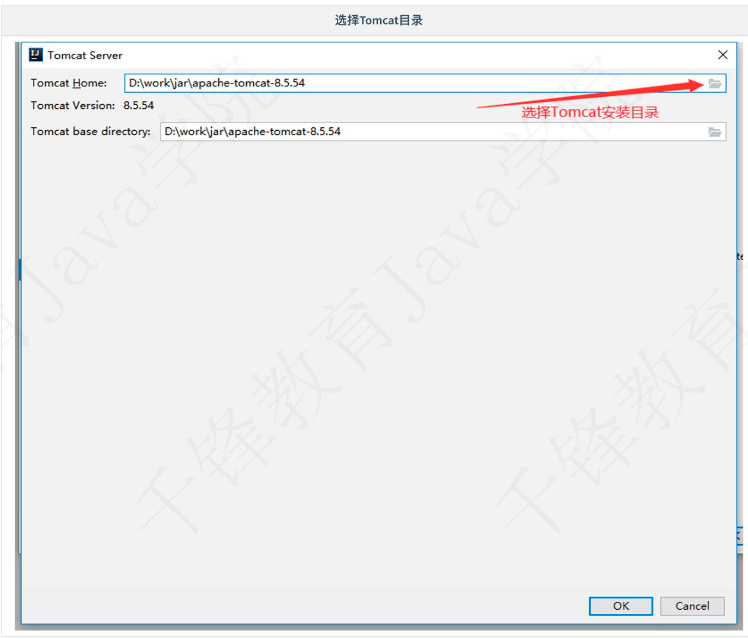 选择Tomcat目录
Tomcat Server
Tomcat Home: D:\work\jar\apache-tomcat-8.5.54
Tomcat Version: 8.5.54
选择Tomcat安装目录
Tomcat base directory: D:\work\jar\apache-tomcat-8.5.54
千锋教育Java学院
千锋教育Java学院
OK
Cancel